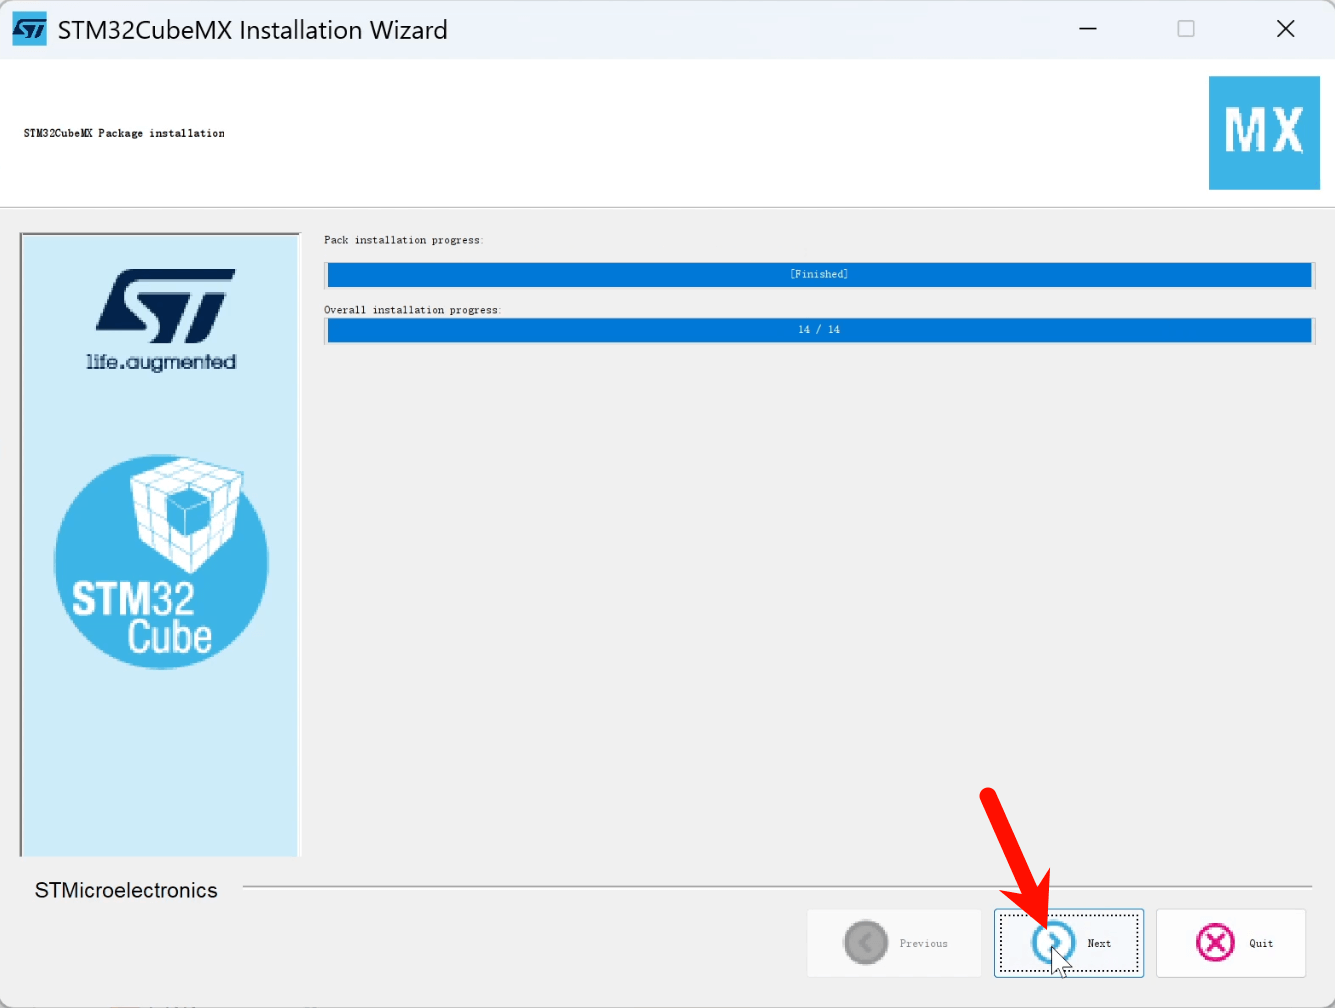 STM32CubeMX Installation Wizard
STM32CubeMX Package installation
MX
Pack installation progress:
[Finished]
Overall installation progress:
14 / 14
ST
life.augmented
STM32
Cube
STMicroelectronics
Previous
Next
Quit